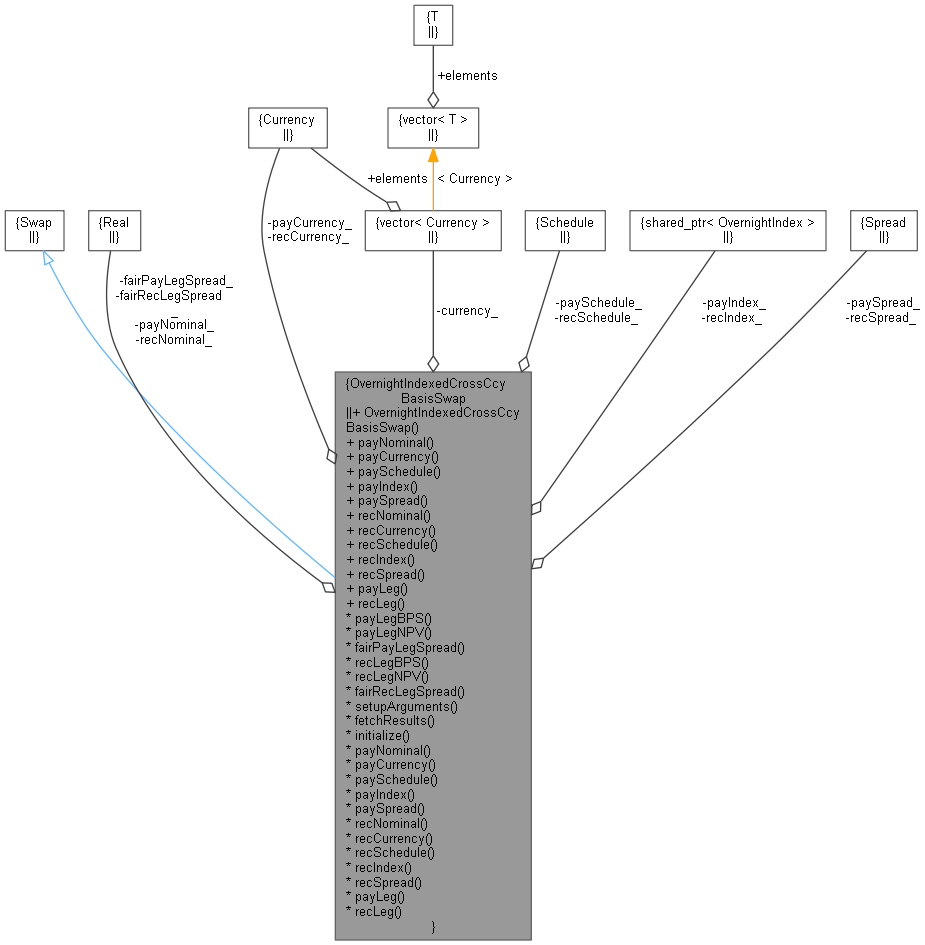 {T
||}
+elements
{Currency
||}
{vector< T >
||}
+elements
< Currency >
{Swap
||}
{Real
||}
-payCurrency_
-recCurrency_
{vector< Currency >
||}
{Schedule
||}
{shared_ptr< OvernightIndex >
||}
{Spread
||}
-fairPayLegSpread_
-fairRecLegSpread
_
-payNominal_
-recNominal_
-currency_
-paySchedule_
-recSchedule_
-payIndex_
-recIndex_
-paySpread_
-recSpread_
{OvernightIndexedCrossCcy
BasisSwap
||+ OvernightIndexedCrossCcy
BasisSwap()
+ payNominal()
+ payCurrency()
+ paySchedule()
+ payIndex()
+ paySpread()
+ recNominal()
+ recCurrency()
+ recSchedule()
+ recIndex()
+ recSpread()
+ payLeg()
+ recLeg()
* payLegBPS()
* payLegNPV()
* fairPayLegSpread()
* recLegBPS()
* recLegNPV()
* fairRecLegSpread()
* setupArguments()
* fetchResults()
* initialize()
* payNominal()
* payCurrency()
* paySchedule()
* payIndex()
* paySpread()
* recNominal()
* recCurrency()
* recSchedule()
* recIndex()
* recSpread()
* payLeg()
* recLeg()
}